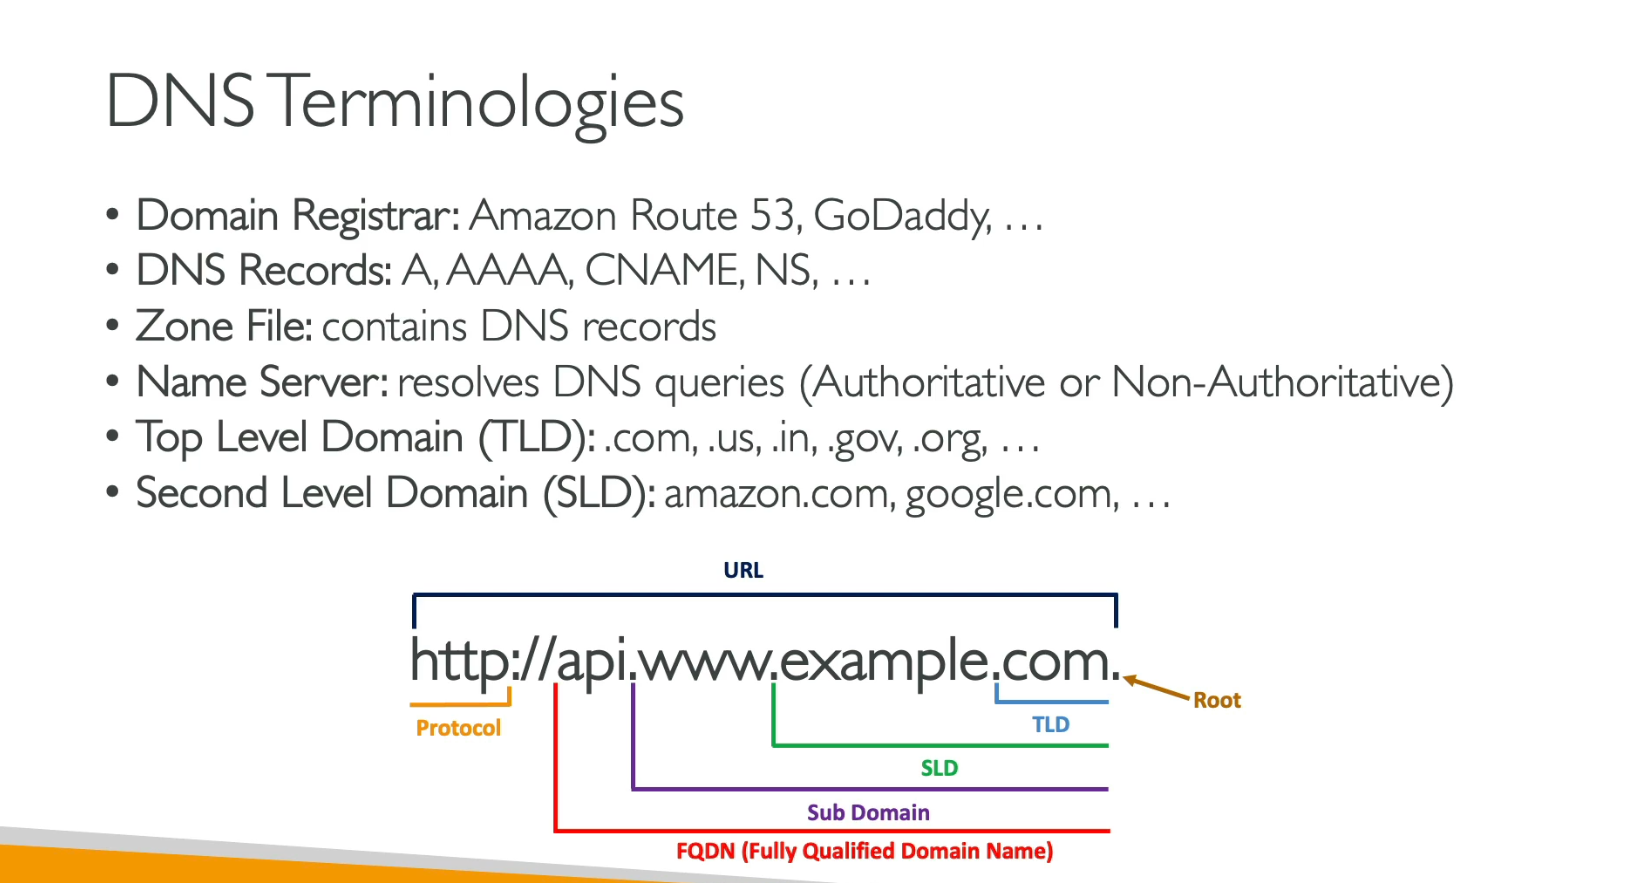 DNS Terminologies
• Domain Registrar: Amazon Route 53, GoDaddy, …
• DNS Records: A, AAAA, CNAME, NS, …
• Zone File: contains DNS records
• Name Server: resolves DNS queries (Authoritative or Non-Authoritative)
• Top Level Domain (TLD): .com, .us, .in, .gov, .org, …
• Second Level Domain (SLD): amazon.com, google.com, …
URL
http://api.www.example.com.
Root
Protocol
TLD
SLD
Sub Domain
FQDN (Fully Qualified Domain Name)